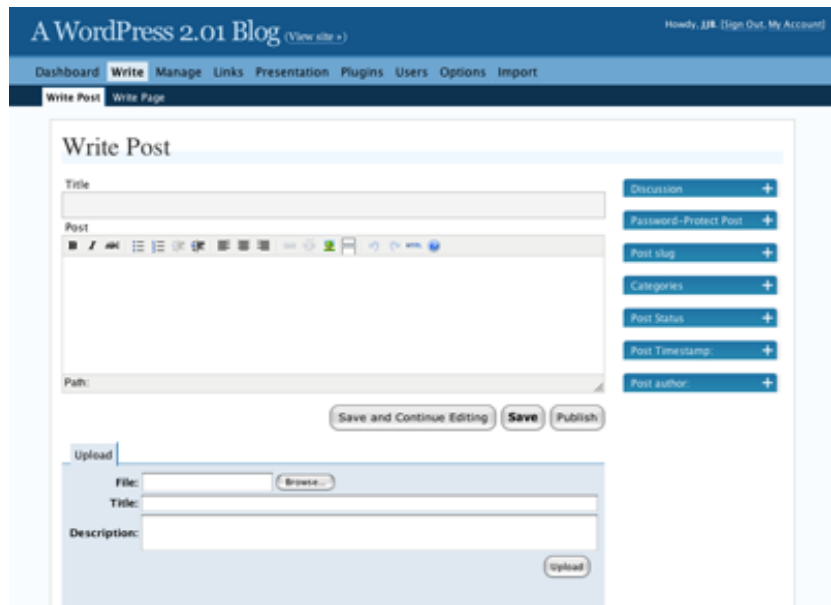 A WordPress 2.01 Blog (View site »)
Howdy, JJB. [Sign Out, My Account]
Dashboard Write Manage Links Presentation Plugins Users Options Import
Write Post Write Page
Write Post
Title
Post
B I ABC
HTML
Path:
Save and Continue Editing Save Publish
Discussion +
Password-Protect Post +
Post slug +
Categories +
Post Status +
Post Timestamp: +
Post author: +
Upload
File: Browse...
Title:
Description:
Upload